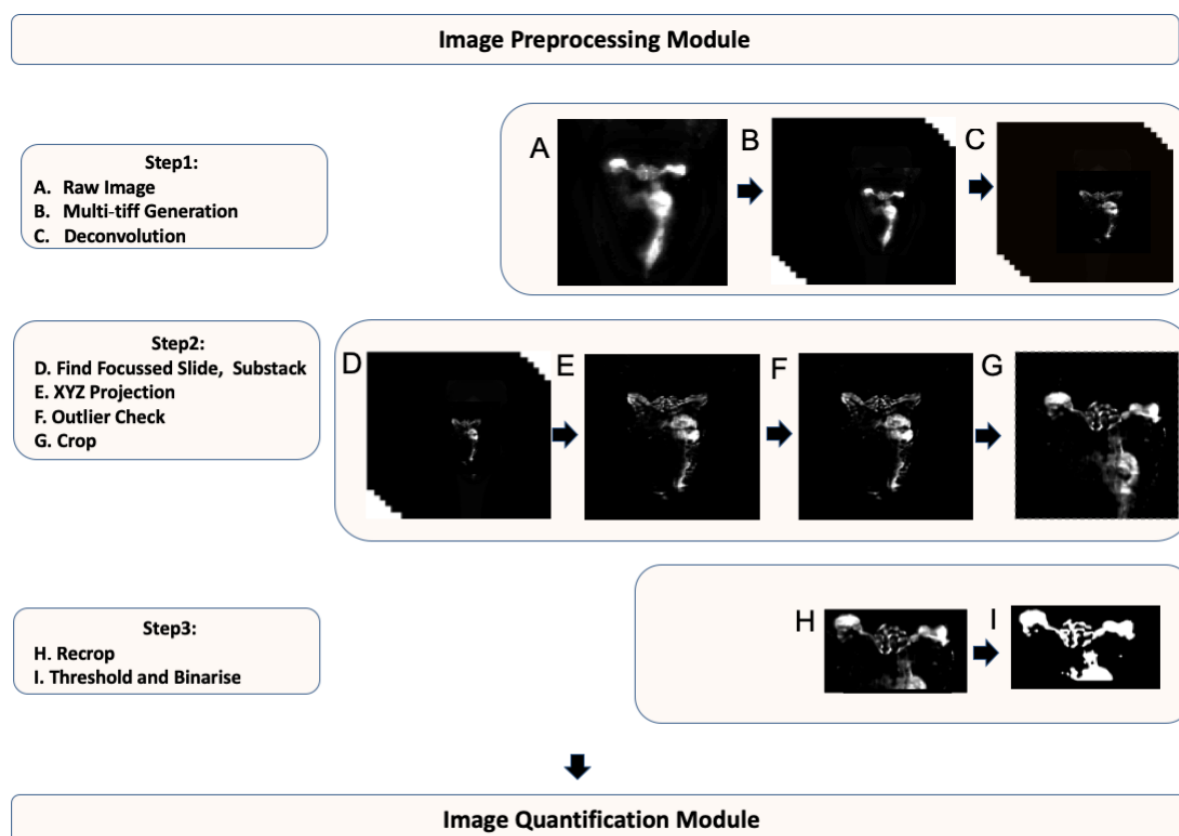 Image Preprocessing Module
Step1:
A. Raw Image
B. Multi-tiff Generation
C. Deconvolution
A
B
C
Step2:
D. Find Focussed Slide, Substack
E. XYZ Projection
F. Outlier Check
G. Crop
D
E
F
G
Step3:
H. Recrop
I. Threshold and Binarise
H
I
Image Quantification Module